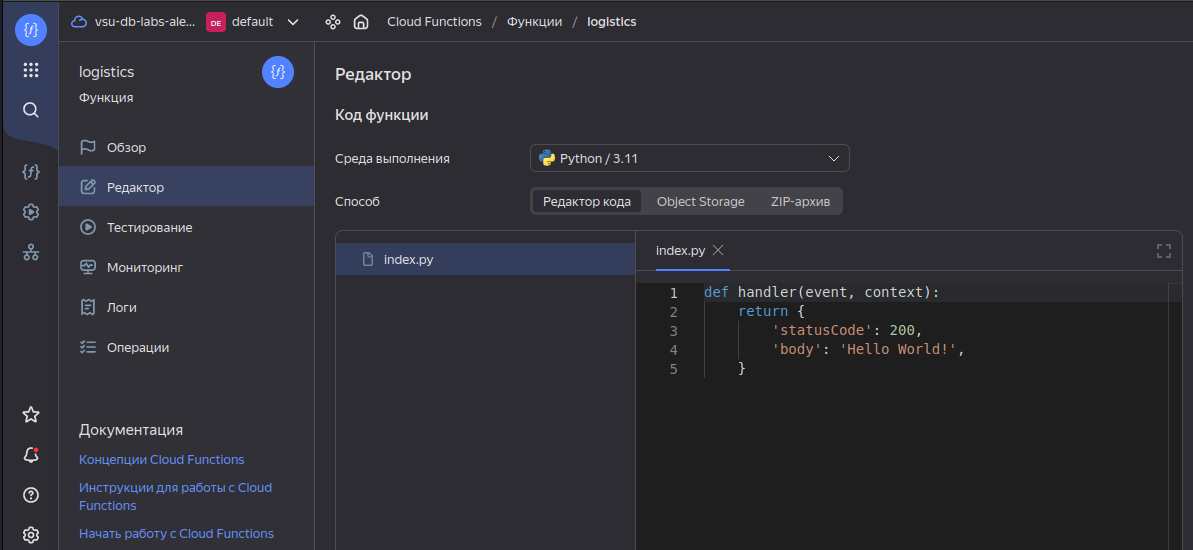 {ƒ} vsu-db-labs-ale... DE default Cloud Functions / Функции / logistics
logistics
Функция
{ƒ}
Обзор
Редактор
Тестирование
Мониторинг
Логи
Операции
Документация
Концепции Cloud Functions
Инструкции для работы с Cloud
Functions
Начать работу с Cloud Functions
Редактор
Код функции
Среда выполнения Python / 3.11
Способ Редактор кода Object Storage ZIP-архив
index.py
index.py
1 def handler(event, context):
2 return {
3 'statusCode': 200,
4 'body': 'Hello World!',
5 }